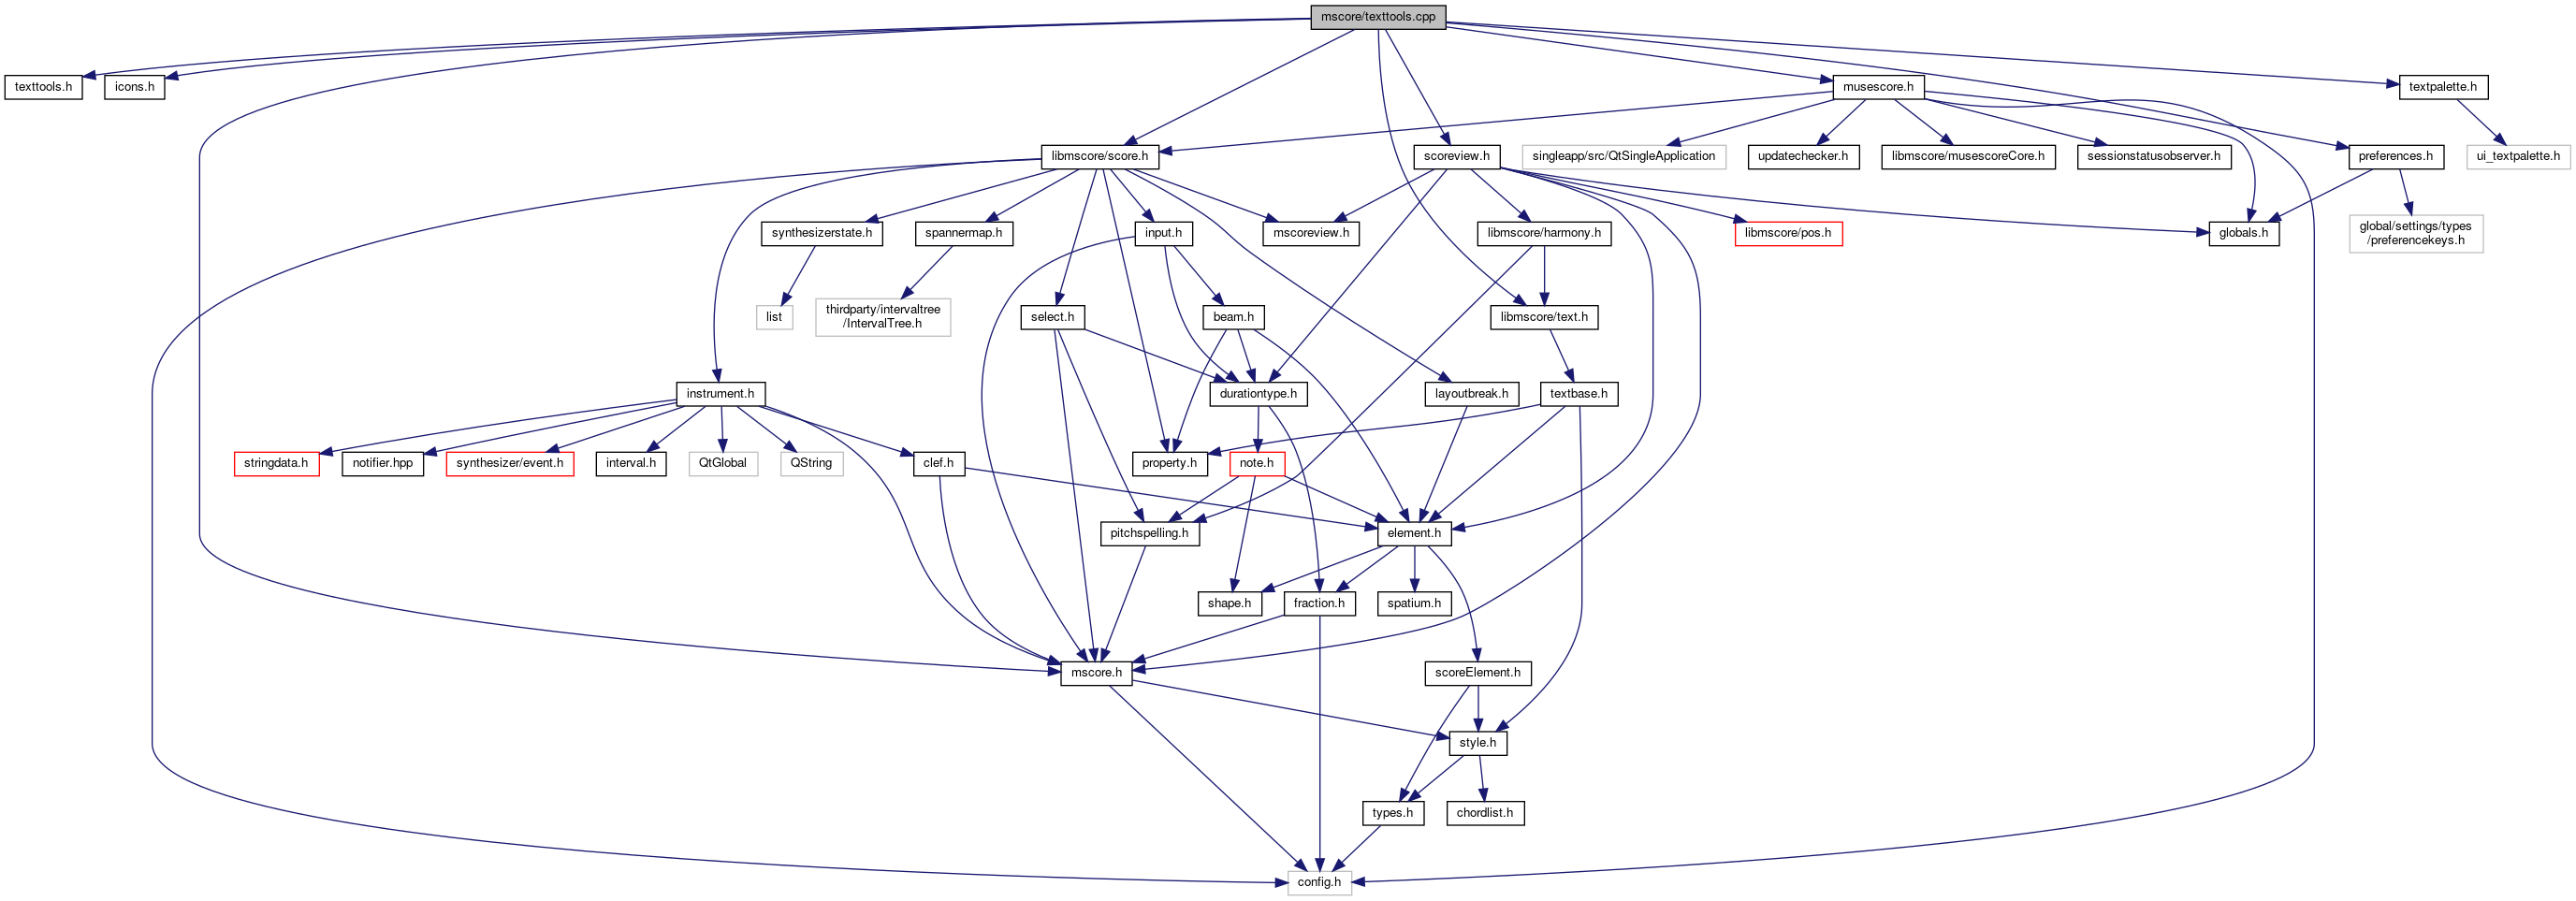 mscore/texttools.cpp
texttools.h
icons.h
musescore.h
textpalette.h
libmscore/score.h
scoreview.h
singleapp/src/QtSingleApplication
updatechecker.h
libmscore/musescoreCore.h
sessionstatusobserver.h
preferences.h
ui_textpalette.h
synthesizerstate.h
spannermap.h
input.h
mscoreview.h
libmscore/harmony.h
libmscore/pos.h
globals.h
global/settings/types
/preferencekeys.h
list
thirdparty/intervaltree
/IntervalTree.h
select.h
beam.h
libmscore/text.h
instrument.h
durationtype.h
layoutbreak.h
textbase.h
stringdata.h
notifier.hpp
synthesizer/event.h
interval.h
QtGlobal
QString
clef.h
property.h
note.h
pitchspelling.h
element.h
shape.h
fraction.h
spatium.h
mscore.h
scoreElement.h
style.h
types.h
chordlist.h
config.h